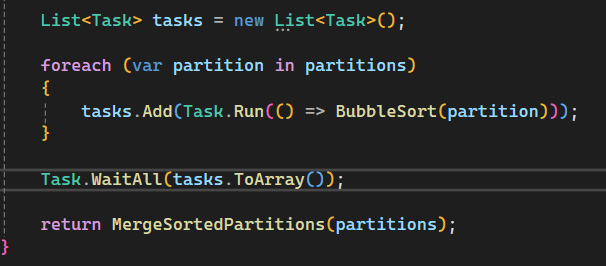 List<Task> tasks = new List<Task>();
foreach (var partition in partitions)
{
tasks.Add(Task.Run(() => BubbleSort(partition)));
}
Task.WaitAll(tasks.ToArray());
return MergeSortedPartitions(partitions);
}